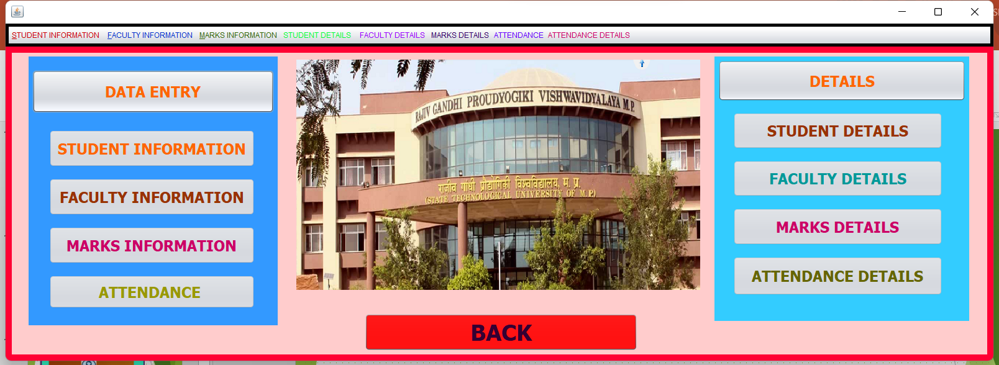 STUDENT INFORMATION FACULTY INFORMATION MARKS INFORMATION STUDENT DETAILS FACULTY DETAILS MARKS DETAILS ATTENDANCE ATTENDANCE DETAILS
DATA ENTRY
STUDENT INFORMATION
FACULTY INFORMATION
MARKS INFORMATION
ATTENDANCE
RAJIV GANDHI PROUDYOGIKI VISHWAVIDYALAYA M.P.
राजीव गांधी प्रौद्योगिकी विश्वविद्यालय, म. प्र.
(STATE TECHNOLOGICAL UNIVERSITY OF M.P.)
BACK
DETAILS
STUDENT DETAILS
FACULTY DETAILS
MARKS DETAILS
ATTENDANCE DETAILS